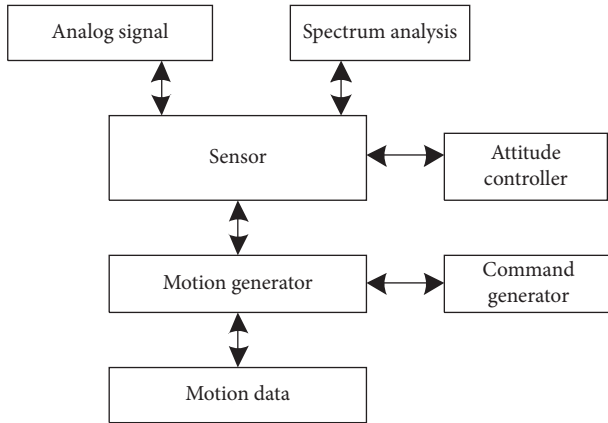 Analog signal
Spectrum analysis
Sensor
Attitude
controller
Motion generator
Command
generator
Motion data